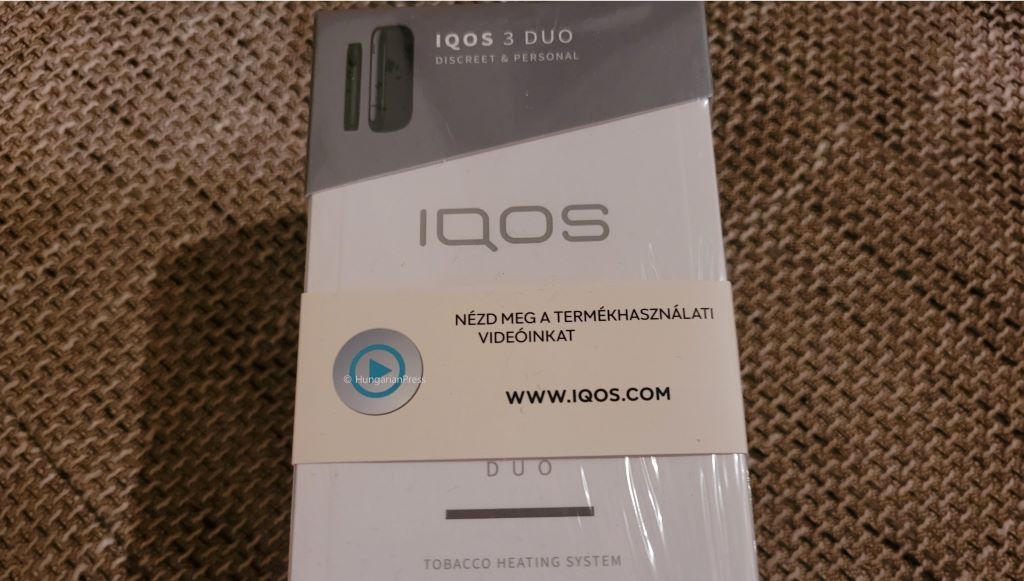 IQOS 3 DUO
DISCREET & PERSONAL
IQOS
NÉZD MEG A TERMÉKHASZNÁLATI
VIDEÓINKAT
© HungarianPress
WWW.IQOS.COM
DUO
TOBACCO HEATING SYSTEM